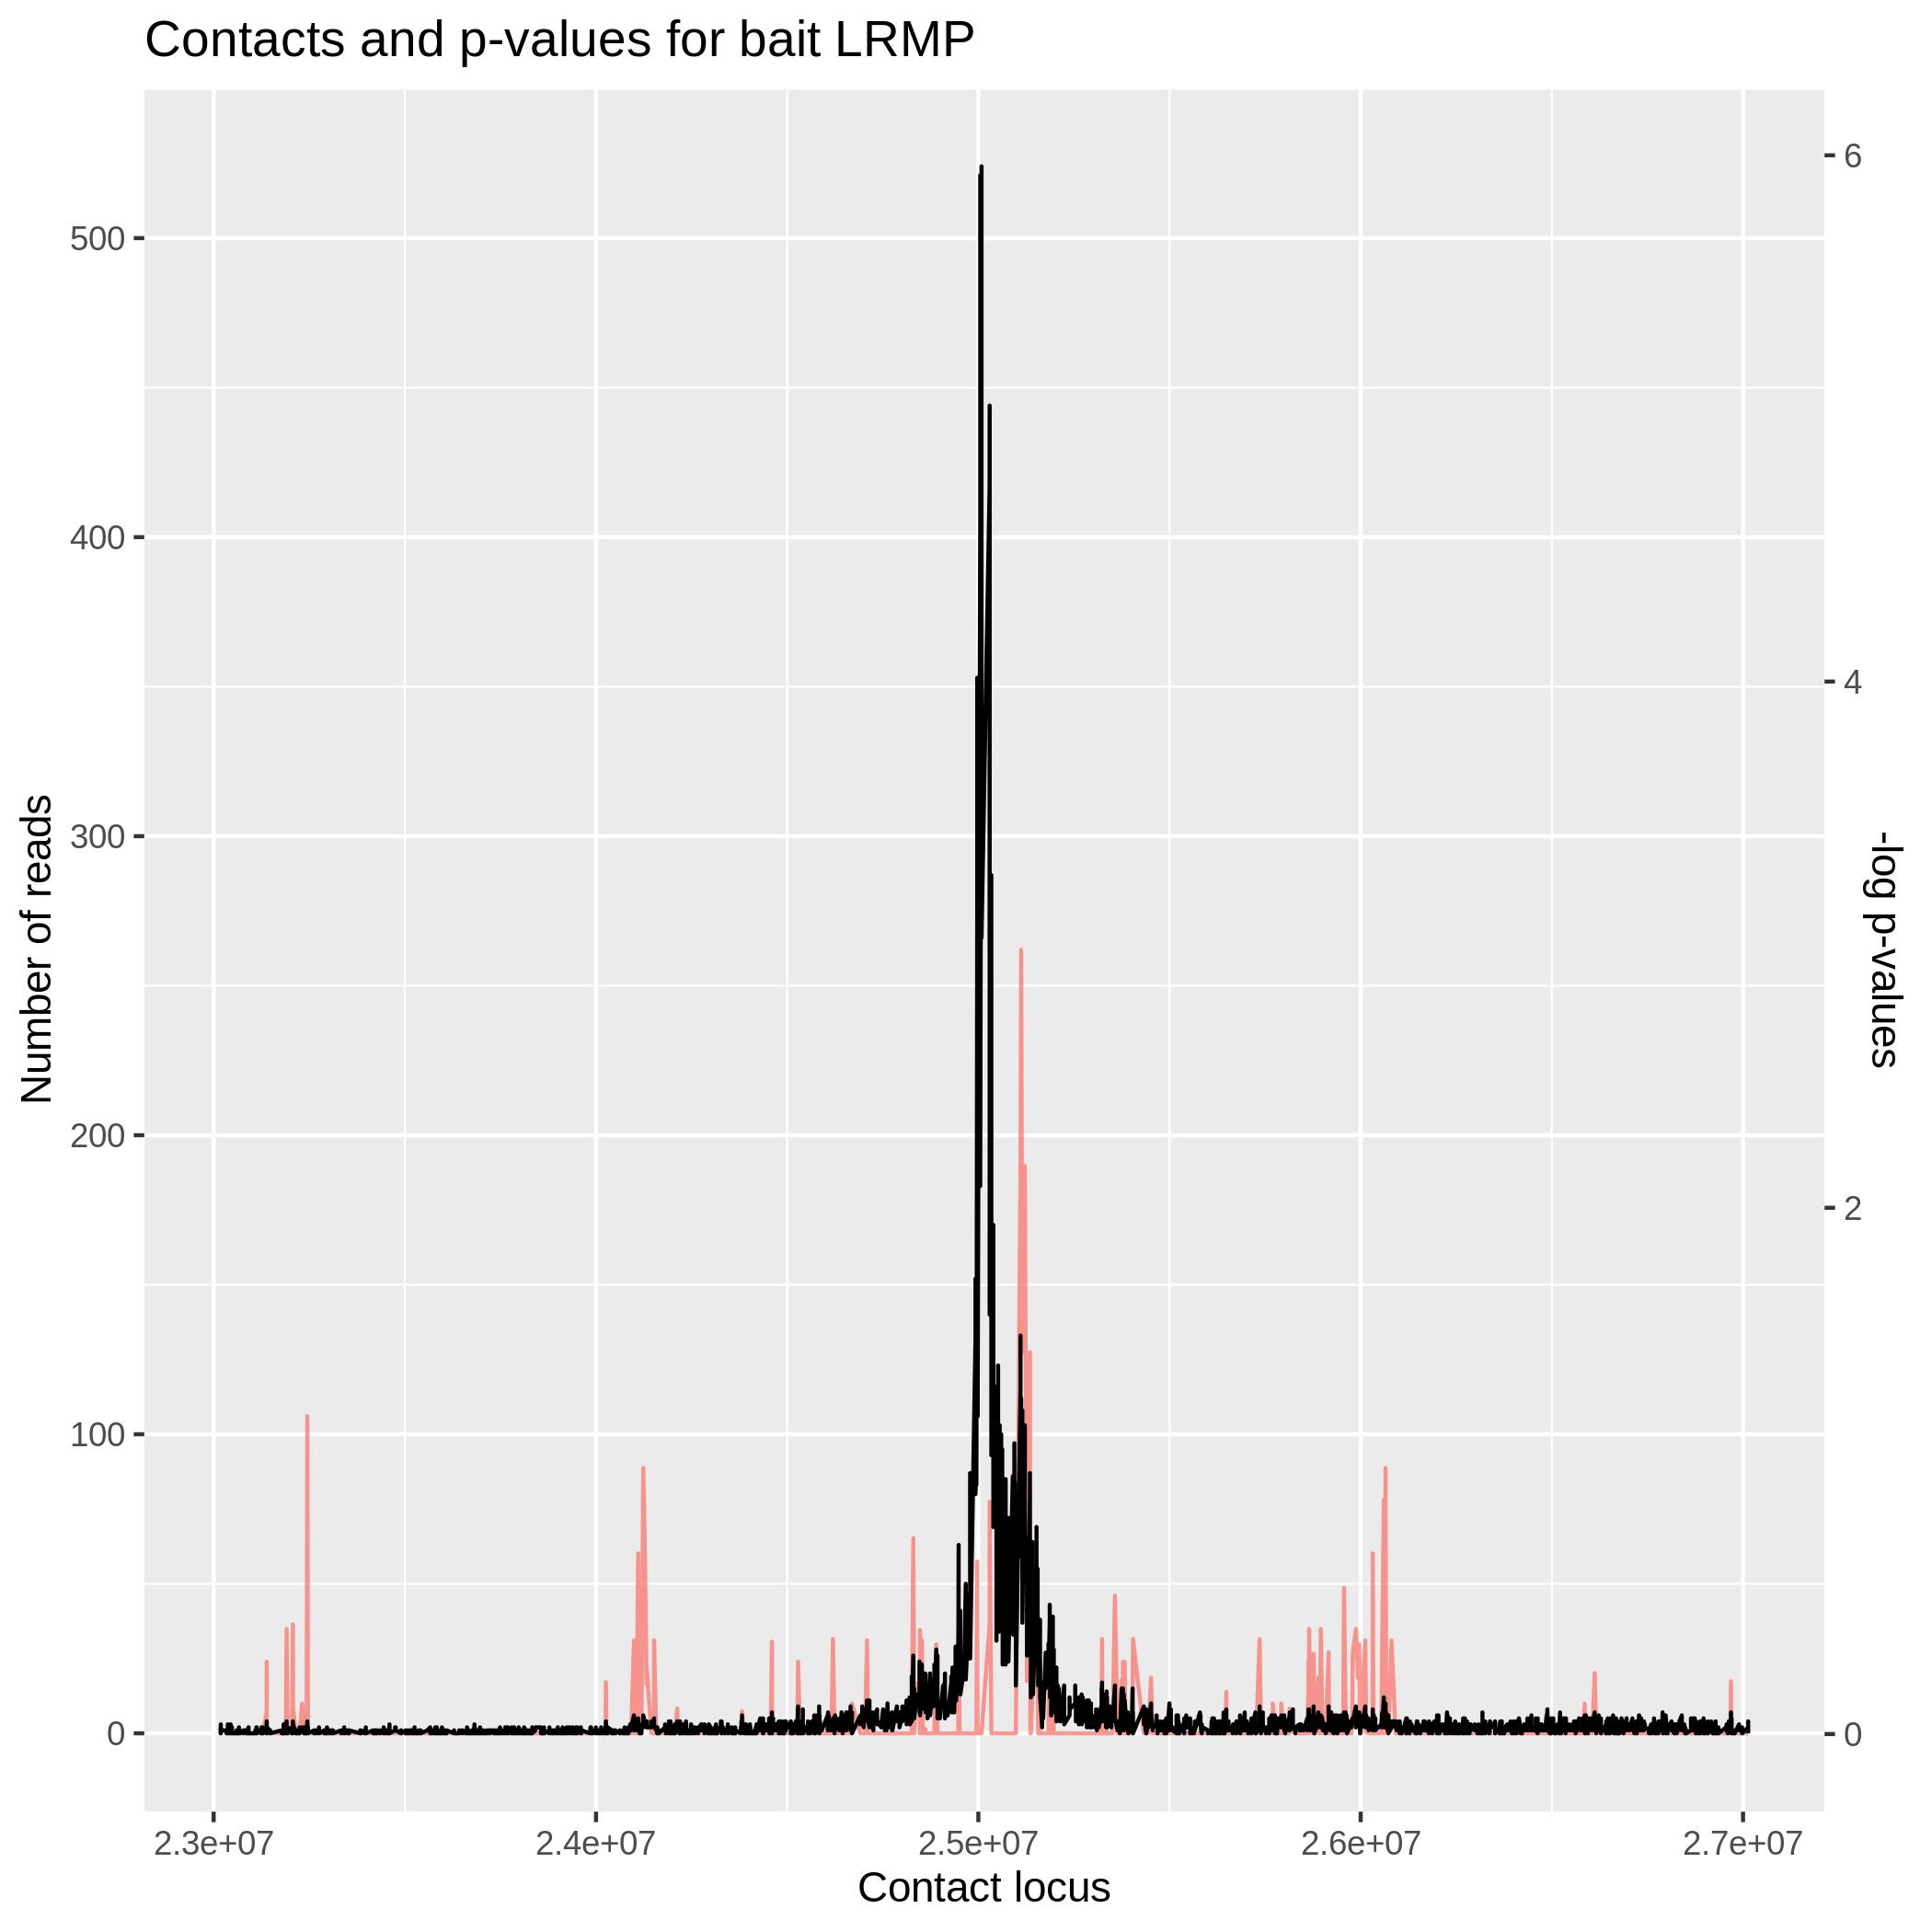 Contacts and p-values for bait LRMP
Number of reads
500
400
300
200
100
0
6
4
2
0
-log p-values
2.3e+07
2.4e+07
2.5e+07
2.6e+07
2.7e+07
Contact locus